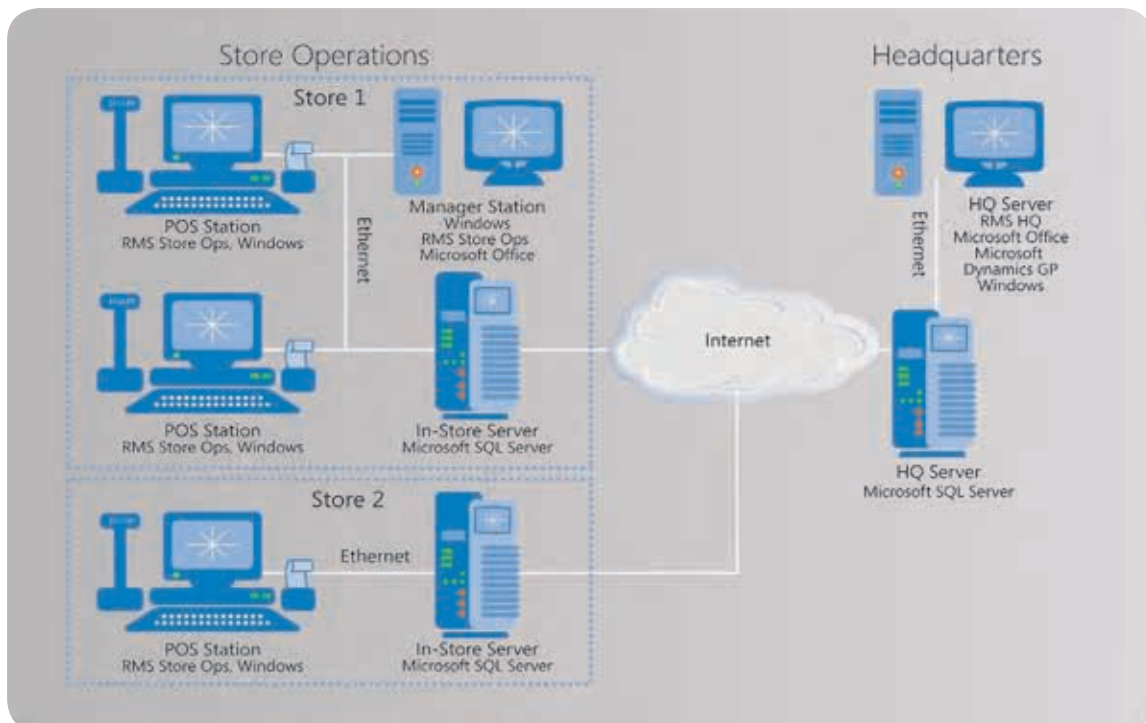 Store Operations
Headquarters
Store 1
POS Station
RMS Store Ops, Windows
Ethernet
Manager Station
Windows
RMS Store Ops
Microsoft Office
POS Station
RMS Store Ops, Windows
In-Store Server
Microsoft SQL Server
Internet
Ethernet
HQ Server
RMS HQ
Microsoft Office
Microsoft
Dynamics GP
Windows
HQ Server
Microsoft SQL Server
Store 2
Ethernet
POS Station
RMS Store Ops, Windows
In-Store Server
Microsoft SQL Server